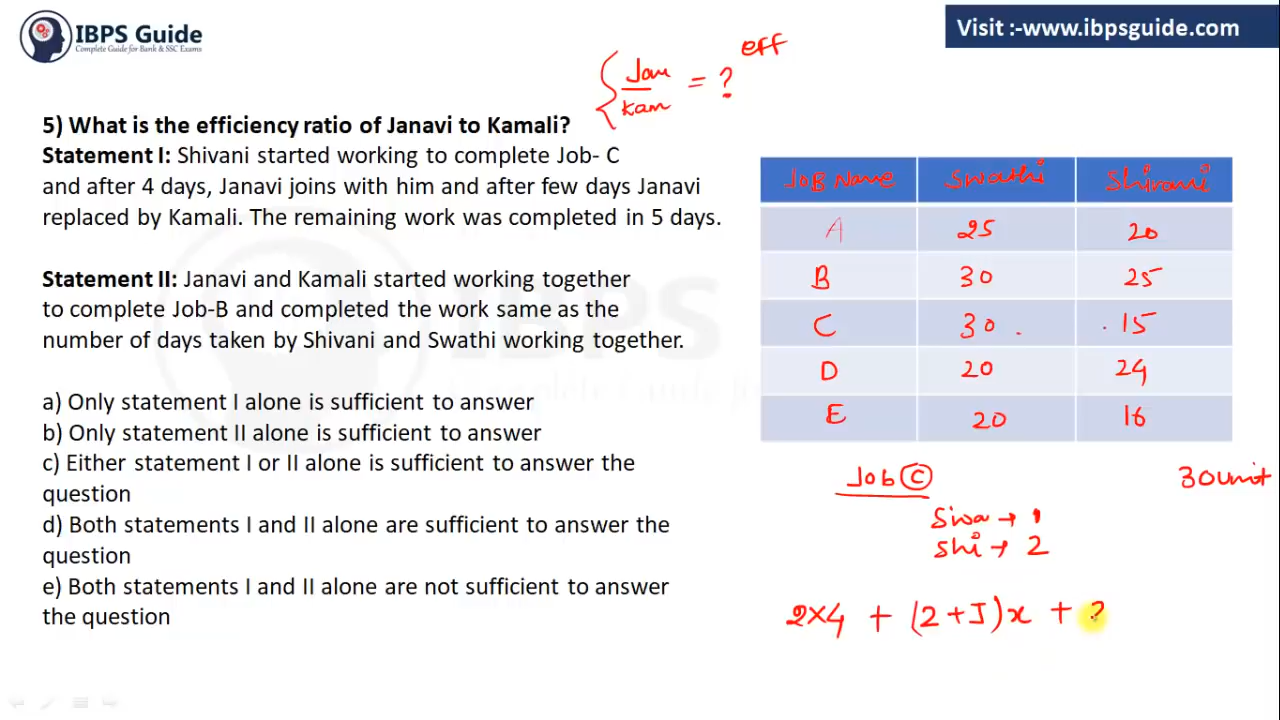 IBPS Guide
Complete Guide for Bank & SSC Exams
Visit :-www.ibpsguide.com
Jan/Kam = ? eff
5) What is the efficiency ratio of Janavi to Kamali?
Statement I: Shivani started working to complete Job- C
and after 4 days, Janavi joins with him and after few days Janavi
replaced by Kamali. The remaining work was completed in 5 days.
Statement II: Janavi and Kamali started working together
to complete Job-B and completed the work same as the
number of days taken by Shivani and Swathi working together.
a) Only statement I alone is sufficient to answer
b) Only statement II alone is sufficient to answer
c) Either statement I or II alone is sufficient to answer the
question
d) Both statements I and II alone are sufficient to answer the
question
e) Both statements I and II alone are not sufficient to answer
the question
Job Name Swathi Shivani
A 25 20
B 30 25
C 30 15
D 20 24
E 20 16
Job C 30 unit
Swa → 1
Shi → 2
2×4 + (2+J)x +